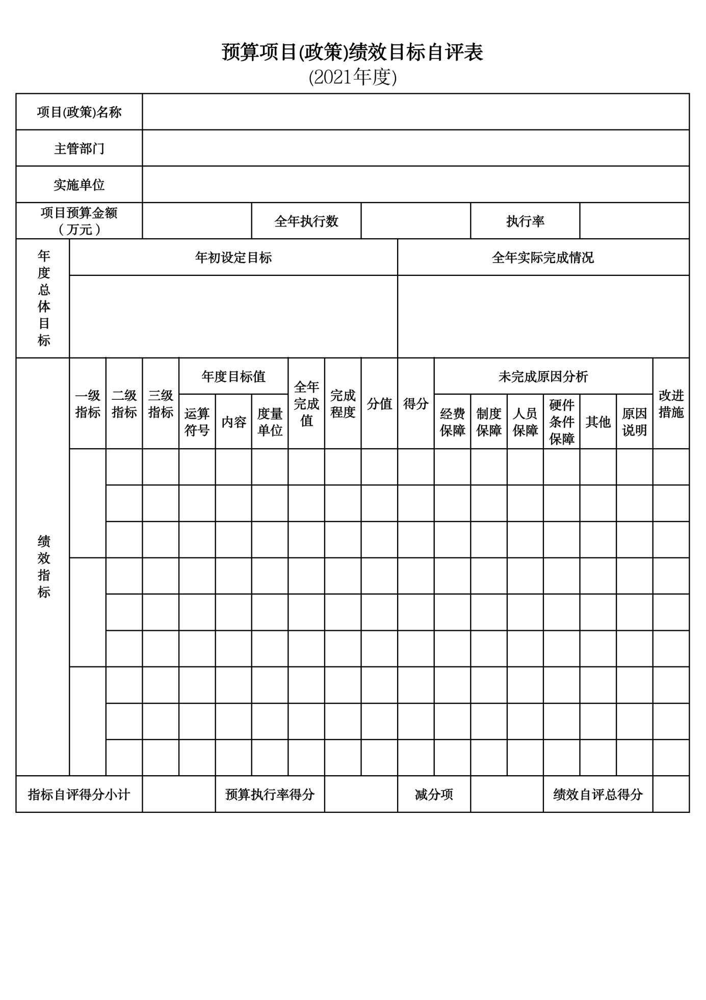 预算项目(政策)绩效目标自评表
(2021年度)
项目(政策)名称
主管部门
实施单位
项目预算金额
（万元）
全年执行数
执行率
年
度
总
体
目
标
年初设定目标
全年实际完成情况
绩
效
指
标
一级
指标
二级
指标
三级
指标
年度目标值
运算
符号
内容
度量
单位
全年
完成
值
完成
程度
分值
得分
未完成原因分析
经费
保障
制度
保障
人员
保障
硬件
条件
保障
其他
原因
说明
改进
措施
指标自评得分小计
预算执行率得分
减分项
绩效自评总得分